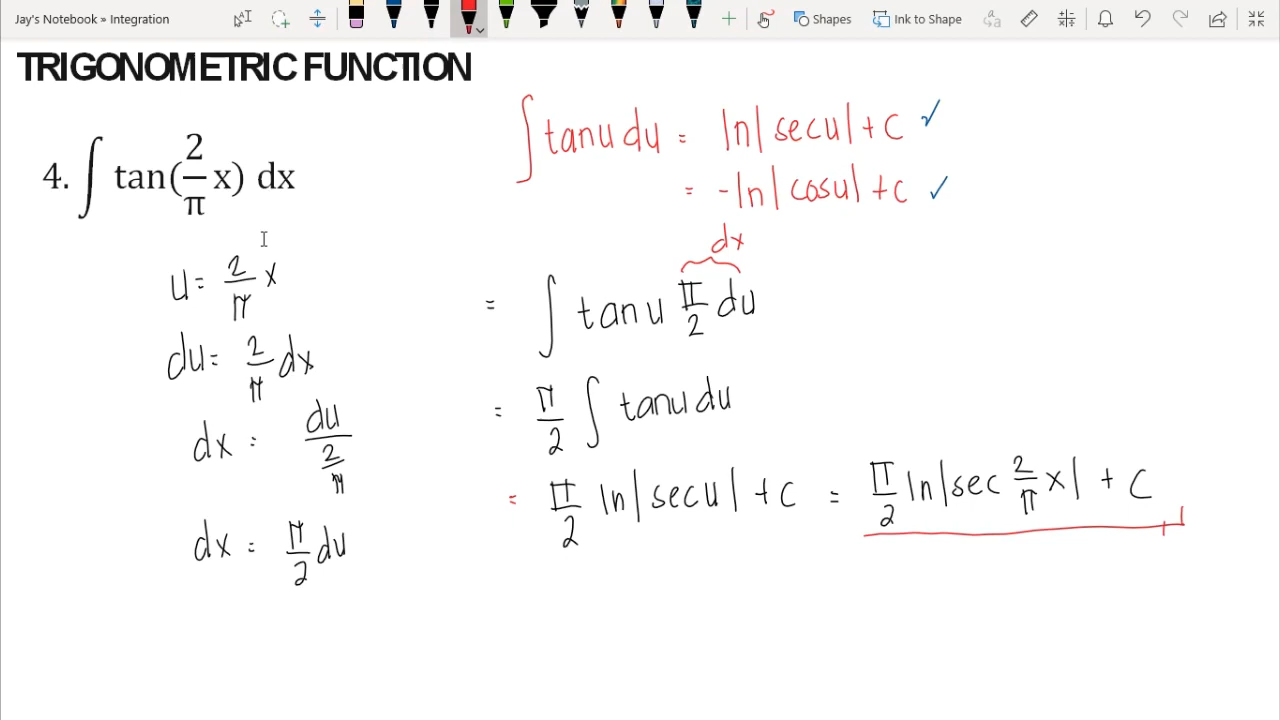 Jay's Notebook » Integration
Shapes
Ink to Shape
TRIGONOMETRIC FUNCTION
4. ∫ tan(2/π x) dx
∫ tan u du = ln|sec u| + c ✓
= -ln|cos u| + c ✓
u = 2/π x
du = 2/π dx
dx = du/(2/π)
dx = π/2 du
dx
= ∫ tan u π/2 du
= π/2 ∫ tan u du
= π/2 ln|sec u| + c = π/2 ln|sec 2/π x| + c